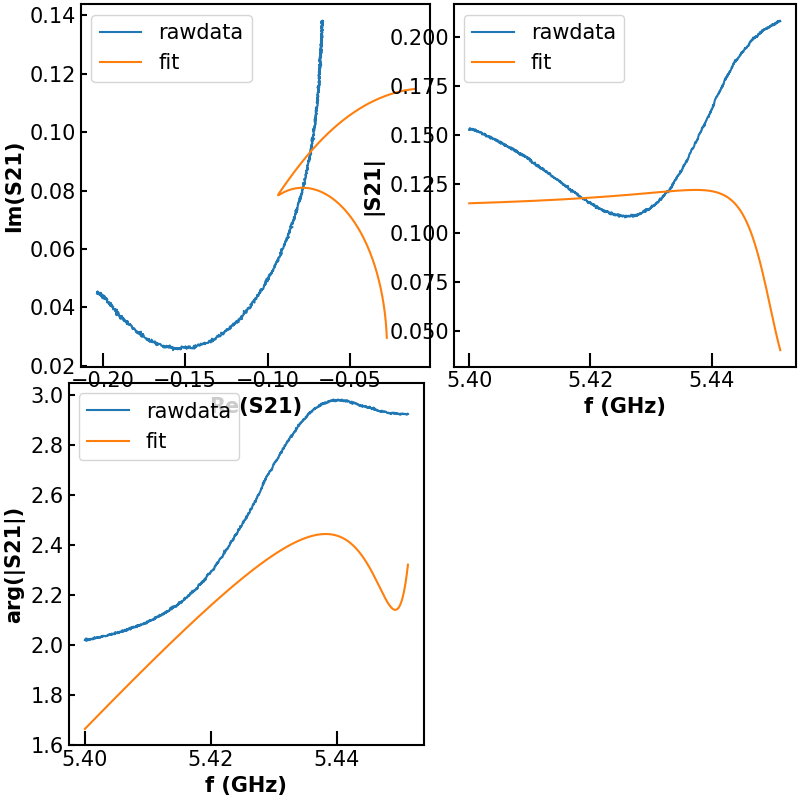 0.14
0.12
0.10
0.08
0.06
0.04
0.02
Im(S21)
rawdata
fit
−0.20 −0.15 −0.10 −0.05
Re(S21)
0.200
0.175
0.150
0.125
0.100
0.075
0.050
|S21|
rawdata
fit
5.40 5.42 5.44
f (GHz)
3.0
2.8
2.6
2.4
2.2
2.0
1.8
1.6
arg(|S21|)
rawdata
fit
5.40 5.42 5.44
f (GHz)